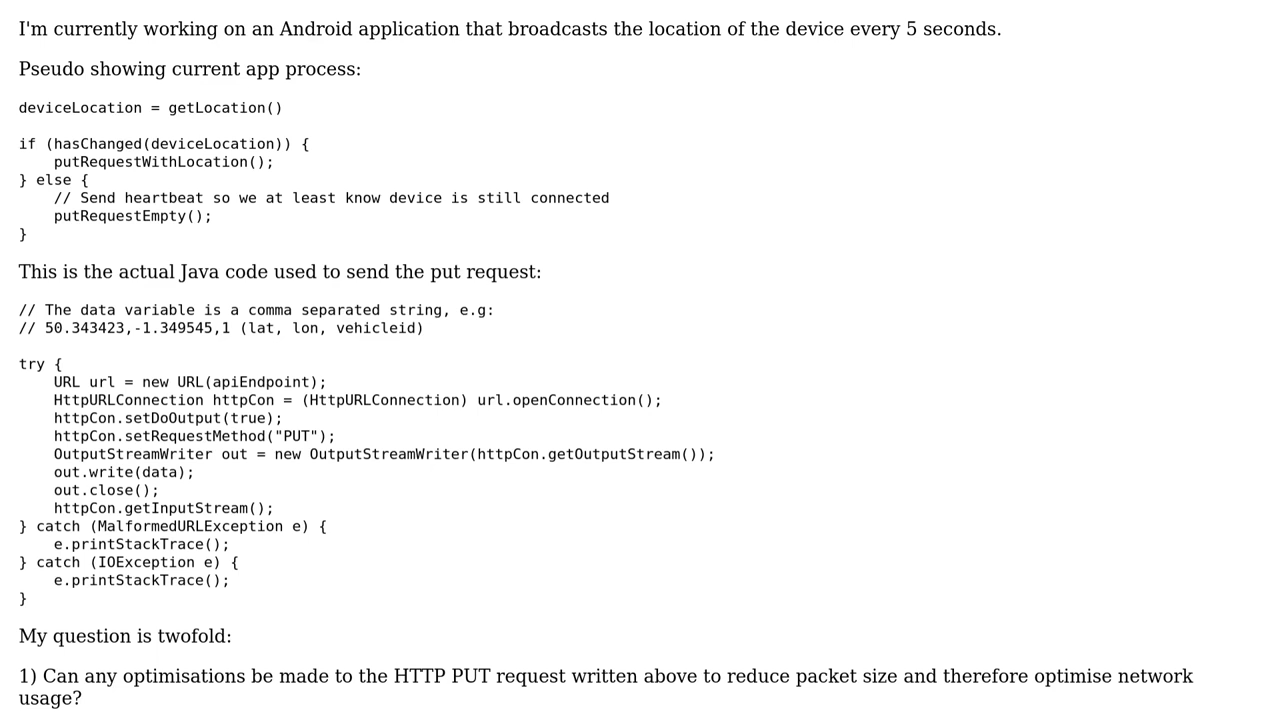 I'm currently working on an Android application that broadcasts the location of the device every 5 seconds.
Pseudo showing current app process:
deviceLocation = getLocation()
if (hasChanged(deviceLocation)) {
    putRequestWithLocation();
} else {
    // Send heartbeat so we at least know device is still connected
    putRequestEmpty();
}
This is the actual Java code used to send the put request:
// The data variable is a comma separated string, e.g:
// 50.343423,-1.349545,1 (lat, lon, vehicleid)
try {
    URL url = new URL(apiEndpoint);
    HttpURLConnection httpCon = (HttpURLConnection) url.openConnection();
    httpCon.setDoOutput(true);
    httpCon.setRequestMethod("PUT");
    OutputStreamWriter out = new OutputStreamWriter(httpCon.getOutputStream());
    out.write(data);
    out.close();
    httpCon.getInputStream();
} catch (MalformedURLException e) {
    e.printStackTrace();
} catch (IOException e) {
    e.printStackTrace();
}
My question is twofold:
1) Can any optimisations be made to the HTTP PUT request written above to reduce packet size and therefore optimise network
usage?